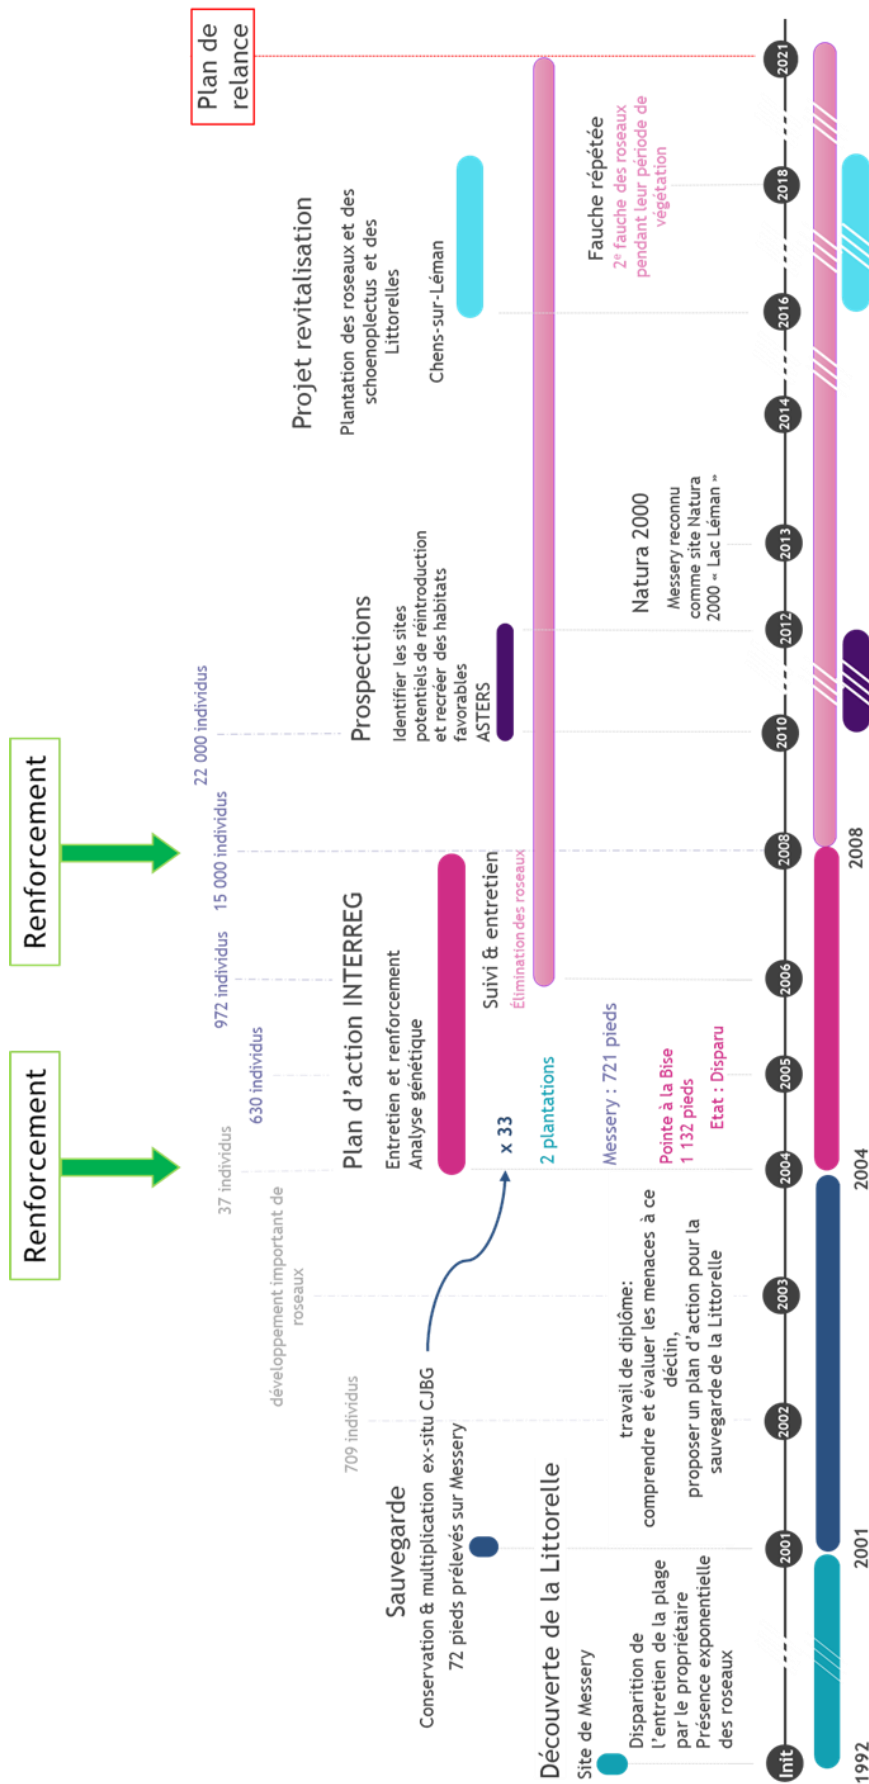 Renforcement
Renforcement
Plan de
relance
37 individus
630 individus
972 individus
15 000 individus
22 000 individus
développement important de
roseaux
709 individus
Sauvegarde
Conservation & multiplication ex-situ CJBG
72 pieds prélevés sur Messery
x 33
Plan d'action INTERREG
Entretien et renforcement
Analyse génétique
Prospections
Identifier les sites
potentiels de réintroduction
et recréer des habitats
favorables
ASTERS
Projet revitalisation
Plantation des roseaux et des
schoenoplectus et des
Littorelles
Chens-sur-Léman
Découverte de la Littorelle
Site de Messery
Disparition de
l'entretien de la plage
par le propriétaire
Présence exponentielle
des roseaux
travail de diplôme:
comprendre et évaluer les menaces à ce
déclin,
proposer un plan d'action pour la
sauvegarde de la Littorelle
2 plantations
Messery : 721 pieds
Pointe à la Bise
1 132 pieds
Etat : Disparu
Suivi & entretien
Élimination des roseaux
Natura 2000
Messery reconnu
comme site Natura
2000 « Lac Léman »
Fauche répétée
2e fauche des roseaux
pendant leur période de
végétation
Init
2001
2002
2003
2004
2005
2006
2008
2010
2012
2013
2014
2016
2018
2021
1992
2001
2004
2008